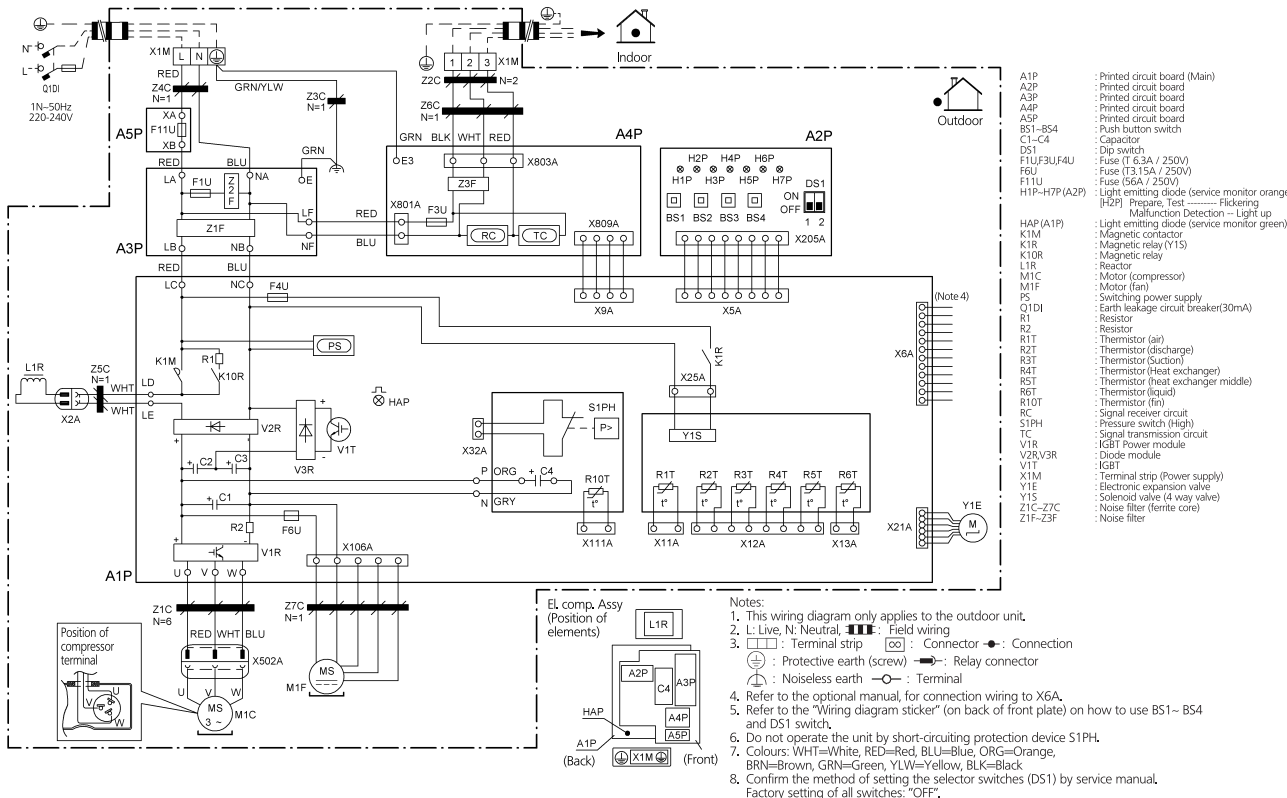 N
L
Q1DI
1N~50Hz
220-240V
X1M
L N
RED
GRN/YLW
Z4C
N=1
Z3C
N=1
A5P
XA
F11U
XB
RED
BLU
GRN
LA
NA
E
F1U
Z2F
Z1F
LF
NF
A3P
LB
NB
RED
BLU
LC
NC
1 2 3
X1M
Z2C
N=2
Z6C
N=1
GRN
BLK
WHT
RED
A4P
E3
X803A
Z3F
X801A
RED
BLU
F3U
RC
TC
X809A
X9A
Indoor
Outdoor
A2P
H2P H4P H6P
H1P H3P H5P H7P
DS1
ON
OFF
BS1 BS2 BS3 BS4
1 2
X205A
X5A
F4U
(Note 4)
X6A
PS
K1M
R1
K10R
HAP
L1R
Z5C
N=1
WHT
WHT
LD
LE
X2A
V2R
V3R
V1T
+
-
+ C2
+ C3
+ C1
R2
F6U
V1R
U V W
A1P
K1R
X25A
Y1S
S1PH
P>
X32A
P
N
ORG
GRY
+ C4
R10T
t°
X111A
R1T R2T R3T R4T R5T R6T
t° t° t° t° t° t°
X11A
X12A
X13A
X21A
Y1E
M
X106A
Z1C
N=6
RED WHT BLU
X502A
U V W
MS
3 ~
M1C
Z7C
N=1
MS
M1F
Position of
compressor
terminal
U
V
W
El. comp. Assy
(Position of
elements)
L1R
A2P
C4
A3P
A4P
A5P
HAP
A1P
(Back)
X1M
(Front)
A1P : Printed circuit board (Main)
A2P : Printed circuit board
A3P : Printed circuit board
A4P : Printed circuit board
A5P : Printed circuit board
BS1~BS4 : Push button switch
C1~C4 : Capacitor
DS1 : Dip switch
F1U,F3U,F4U : Fuse (T 6.3A / 250V)
F6U : Fuse (T3.15A / 250V)
F11U : Fuse (56A / 250V)
H1P~H7P (A2P) : Light emitting diode (service monitor orange)
[H2P] Prepare, Test --------- Flickering
Malfunction Detection -- Light up
HAP (A1P) : Light emitting diode (service monitor green)
K1M : Magnetic contactor
K1R : Magnetic relay (Y1S)
K10R : Magnetic relay
L1R : Reactor
M1C : Motor (compressor)
M1F : Motor (fan)
PS : Switching power supply
Q1DI : Earth leakage circuit breaker(30mA)
R1 : Resistor
R2 : Resistor
R1T : Thermistor (air)
R2T : Thermistor (discharge)
R3T : Thermistor (Suction)
R4T : Thermistor (Heat exchanger)
R5T : Thermistor (heat exchanger middle)
R6T : Thermistor (liquid)
R10T : Thermistor (fin)
RC : Signal receiver circuit
S1PH : Pressure switch (High)
TC : Signal transmission circuit
V1R : IGBT Power module
V2R,V3R : Diode module
V1T : IGBT
X1M : Terminal strip (Power supply)
Y1E : Electronic expansion valve
Y1S : Solenoid valve (4 way valve)
Z1C~Z7C : Noise filter (ferrite core)
Z1F~Z3F : Noise filter
Notes:
1. This wiring diagram only applies to the outdoor unit.
2. L: Live, N: Neutral, : Field wiring
3. : Terminal strip : Connector : Connection
: Protective earth (screw) : Relay connector
: Noiseless earth : Terminal
4. Refer to the optional manual, for connection wiring to X6A.
5. Refer to the "Wiring diagram sticker" (on back of front plate) on how to use BS1~ BS4
and DS1 switch.
6. Do not operate the unit by short-circuiting protection device S1PH.
7. Colours: WHT=White, RED=Red, BLU=Blue, ORG=Orange,
BRN=Brown, GRN=Green, YLW=Yellow, BLK=Black
8. Confirm the method of setting the selector switches (DS1) by service manual.
Factory setting of all switches: "OFF".